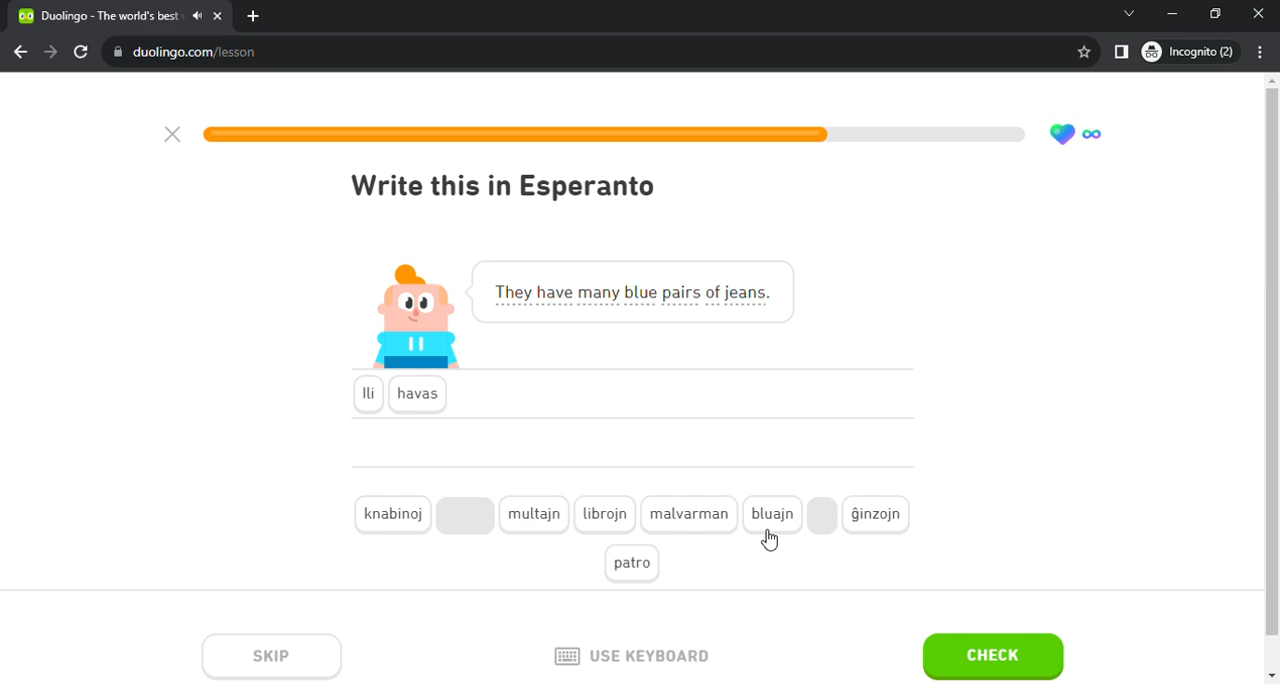 Duolingo - The world's best
duolingo.com/lesson
Incognito (2)
Write this in Esperanto
They have many blue pairs of jeans.
Ili havas
knabinoj multajn librojn malvarman bluajn ĝinzojn
patro
SKIP
USE KEYBOARD
CHECK